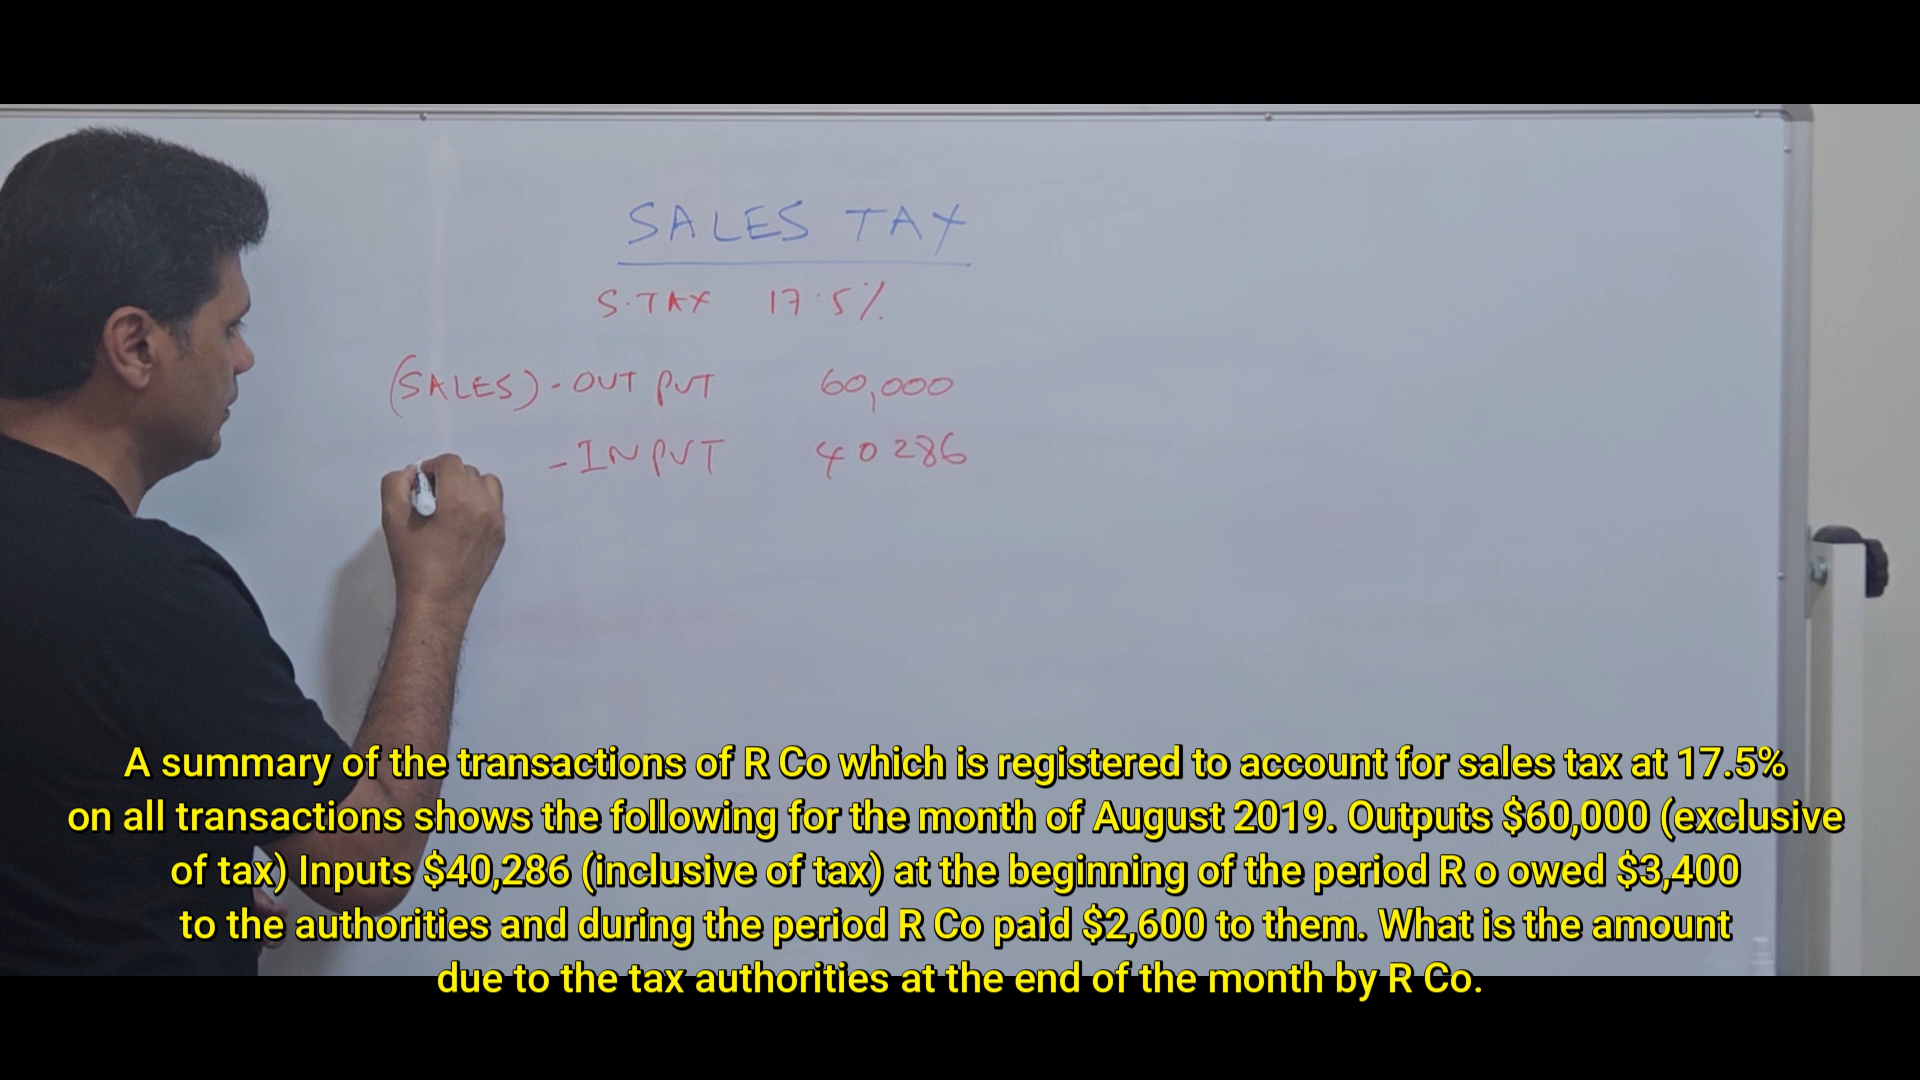 SALES TAX
S.TAX 17.5%
(SALES) - OUTPUT 60,000
- INPUT 40286
A summary of the transactions of R Co which is registered to account for sales tax at 17.5%
on all transactions shows the following for the month of August 2019. Outputs $60,000 (exclusive
of tax) Inputs $40,286 (inclusive of tax) at the beginning of the period R o owed $3,400
to the authorities and during the period R Co paid $2,600 to them. What is the amount
due to the tax authorities at the end of the month by R Co.